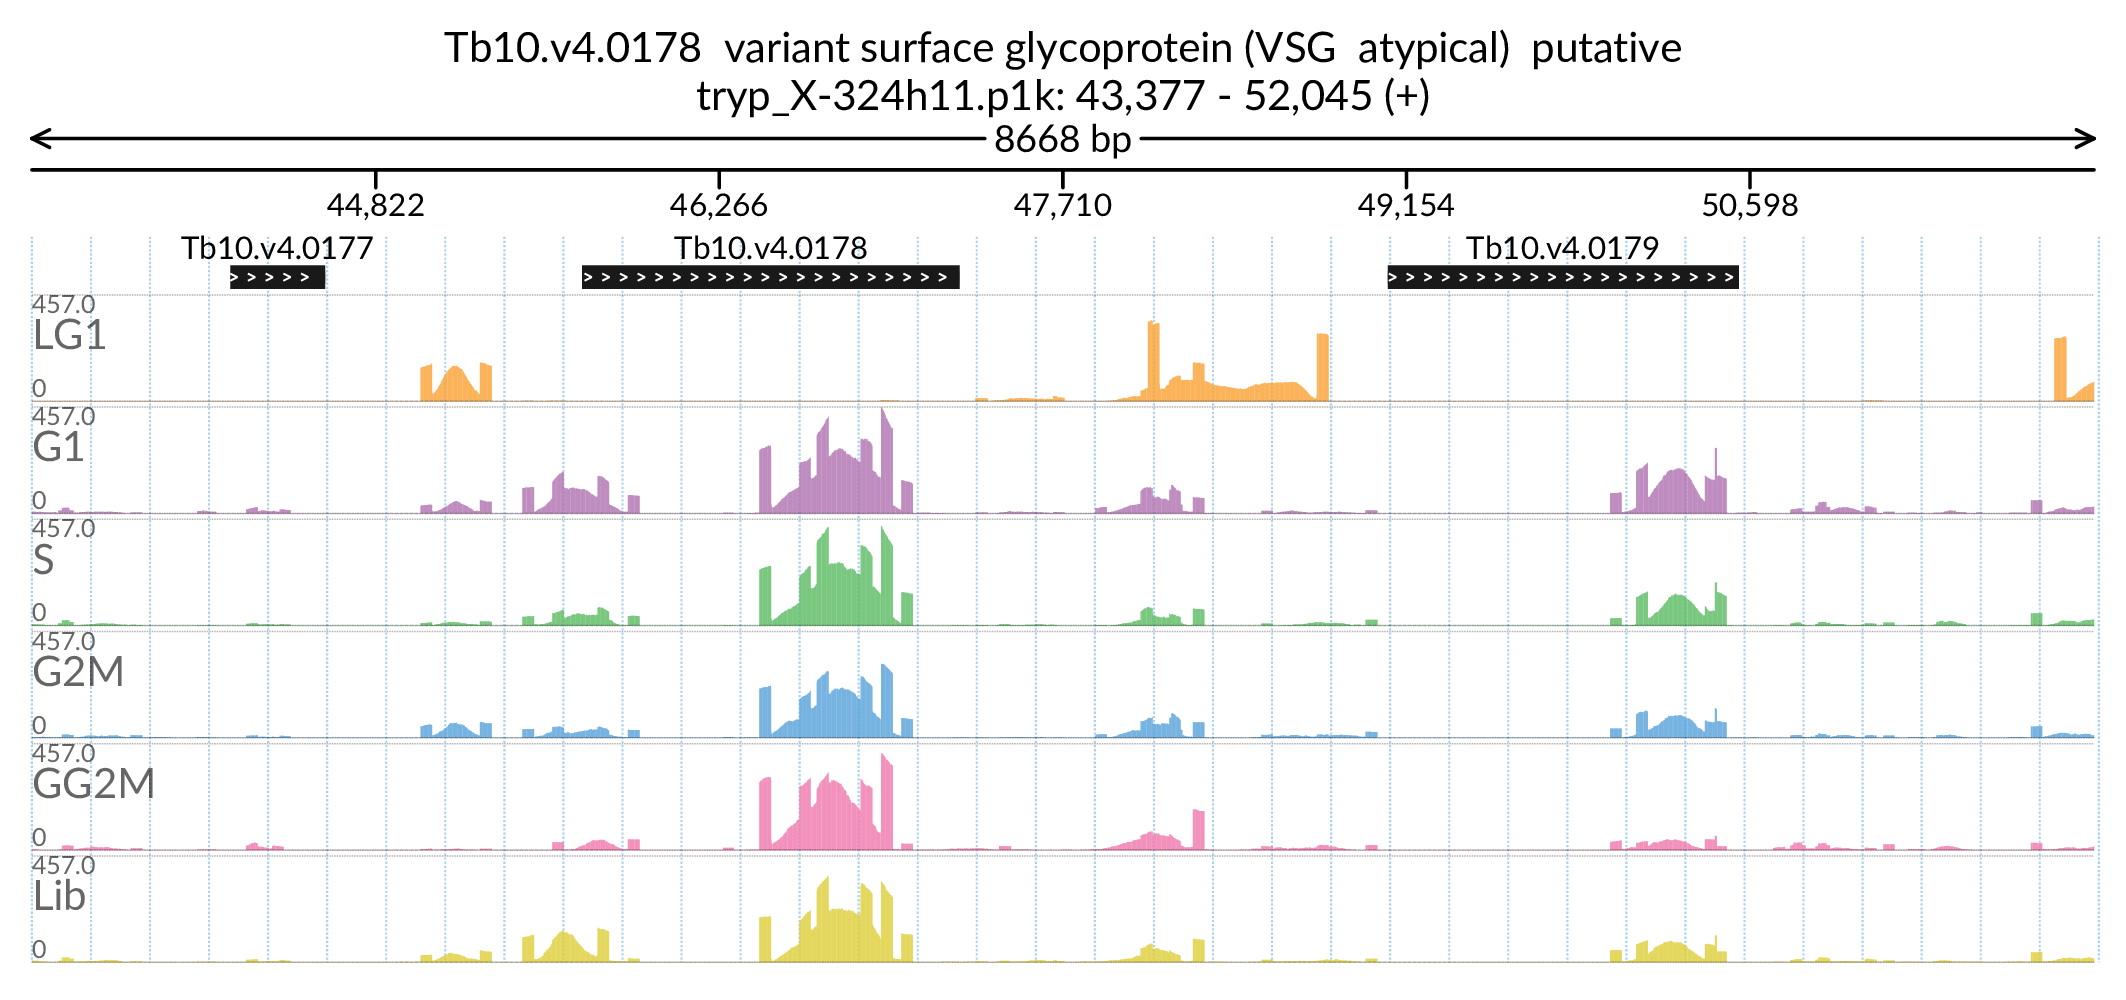 Tb10.v4.0178 variant surface glycoprotein (VSG atypical) putative
tryp_X-324h11.p1k: 43,377 - 52,045 (+)
8668 bp
44,822 46,266 47,710 49,154 50,598
Tb10.v4.0177 Tb10.v4.0178 Tb10.v4.0179
457.0
LG1
0
457.0
G1
0
457.0
S
0
457.0
G2M
0
457.0
GG2M
0
457.0
Lib
0